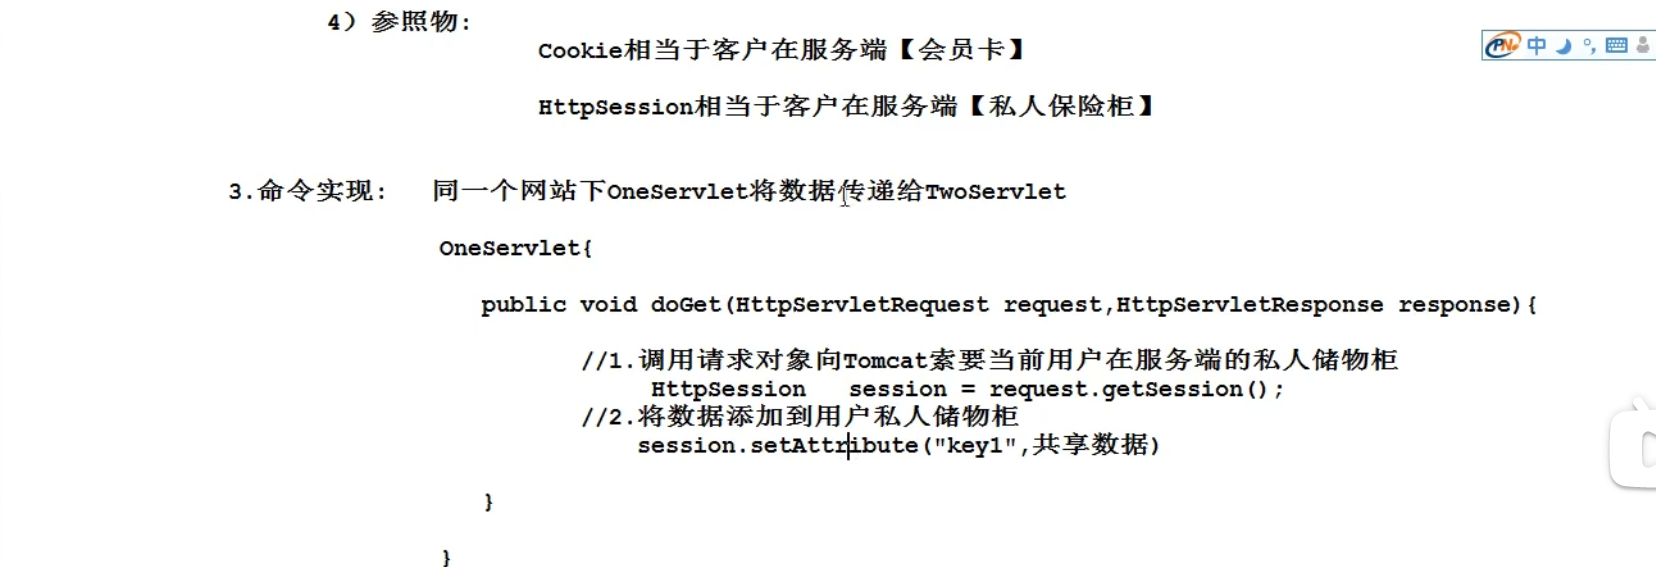 4）参照物:
Cookie相当于客户在服务端【会员卡】
HttpSession相当于客户在服务端【私人保险柜】
3.命令实现: 同一个网站下OneServlet将数据传递给TwoServlet
OneServlet{
public void doGet(HttpServletRequest request,HttpServletResponse response){
//1.调用请求对象向Tomcat索要当前用户在服务端的私人储物柜
HttpSession session = request.getSession();
//2.将数据添加到用户私人储物柜
session.setAttribute("key1",共享数据)
}
}
PN 中